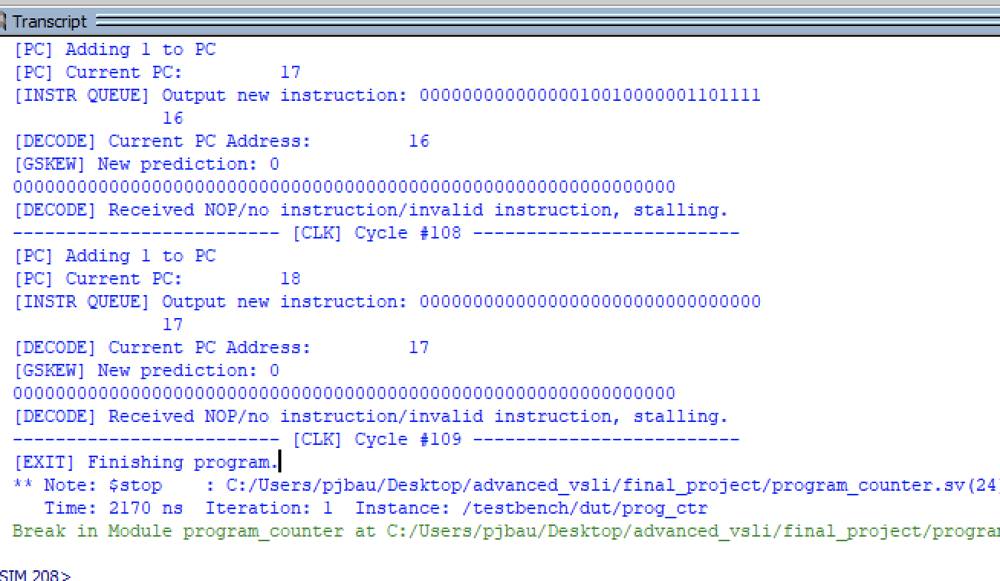 Transcript
[PC] Adding 1 to PC
[PC] Current PC:         17
[INSTR QUEUE] Output new instruction: 00000000000000010010000001101111
              16
[DECODE] Current PC Address:         16
[GSKEW] New prediction: 0
00000000000000000000000000000000000000000000000000000000000000
[DECODE] Received NOP/no instruction/invalid instruction, stalling.
------------------------- [CLK] Cycle #108 -------------------------
[PC] Adding 1 to PC
[PC] Current PC:         18
[INSTR QUEUE] Output new instruction: 00000000000000000000000000000000
              17
[DECODE] Current PC Address:         17
[GSKEW] New prediction: 0
00000000000000000000000000000000000000000000000000000000000000
[DECODE] Received NOP/no instruction/invalid instruction, stalling.
------------------------- [CLK] Cycle #109 -------------------------
[EXIT] Finishing program.
** Note: $stop    : C:/Users/pjbau/Desktop/advanced_vsli/final_project/program_counter.sv(24)
   Time: 2170 ns  Iteration: 1  Instance: /testbench/dut/prog_ctr
Break in Module program_counter at C:/Users/pjbau/Desktop/advanced_vsli/final_project/program
SIM 208>